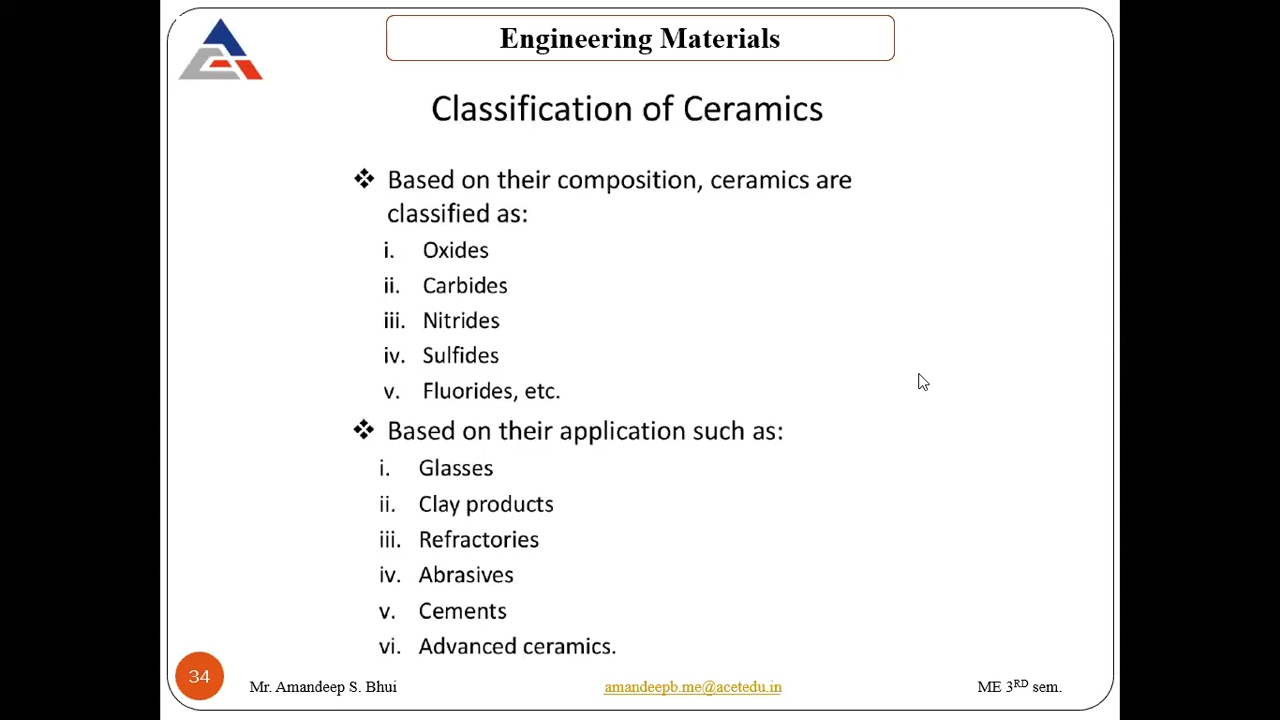 Engineering Materials
Classification of Ceramics
❖ Based on their composition, ceramics are
classified as:
i. Oxides
ii. Carbides
iii. Nitrides
iv. Sulfides
v. Fluorides, etc.
❖ Based on their application such as:
i. Glasses
ii. Clay products
iii. Refractories
iv. Abrasives
v. Cements
vi. Advanced ceramics.
34 Mr. Amandeep S. Bhui amandeepb.me@acetedu.in ME 3RD sem.